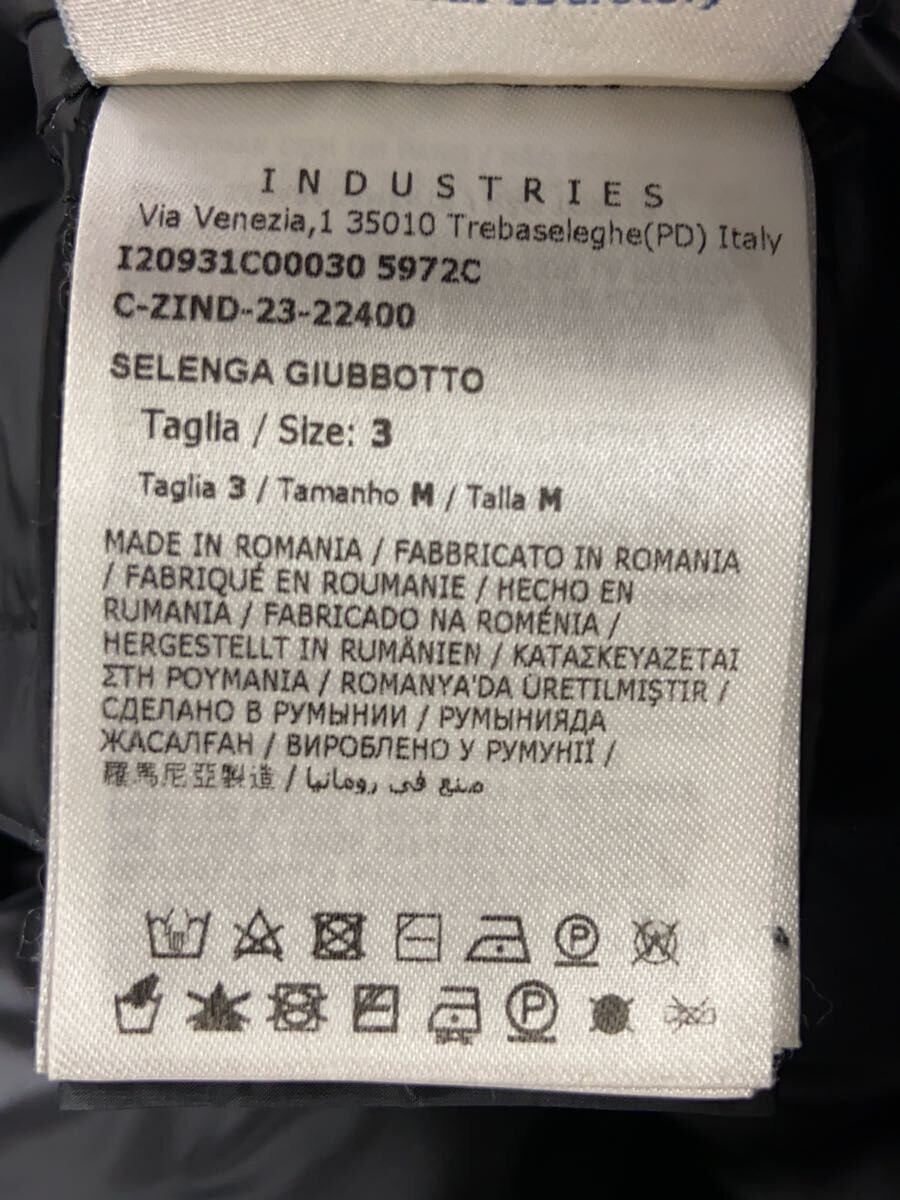 INDUSTRIES
Via Venezia,1 35010 Trebaseleghe(PD) Italy
I20931C00030 5972C
C-ZIND-23-22400
SELENGA GIUBBOTTO
Taglia / Size: 3
Taglia 3 / Tamanho M / Talla M
MADE IN ROMANIA / FABBRICATO IN ROMANIA
/ FABRIQUÉ EN ROUMANIE / HECHO EN
RUMANIA / FABRICADO NA ROMÉNIA /
HERGESTELLT IN RUMÄNIEN / ΚΑΤΑΣΚΕΥΑΖΕΤΑΙ
ΣΤΗ ΡΟΥΜΑΝΙΑ / ROMANYA'DA ÜRETILMIŞTIR /
СДЕЛАНО В РУМЫНИИ / РУМЫНИЯДА
ЖАСАЛҒАН / ВИРОБЛЕНО У РУМУНІЇ /
羅馬尼亞製造 / صنع في رومانيا
P
W
P